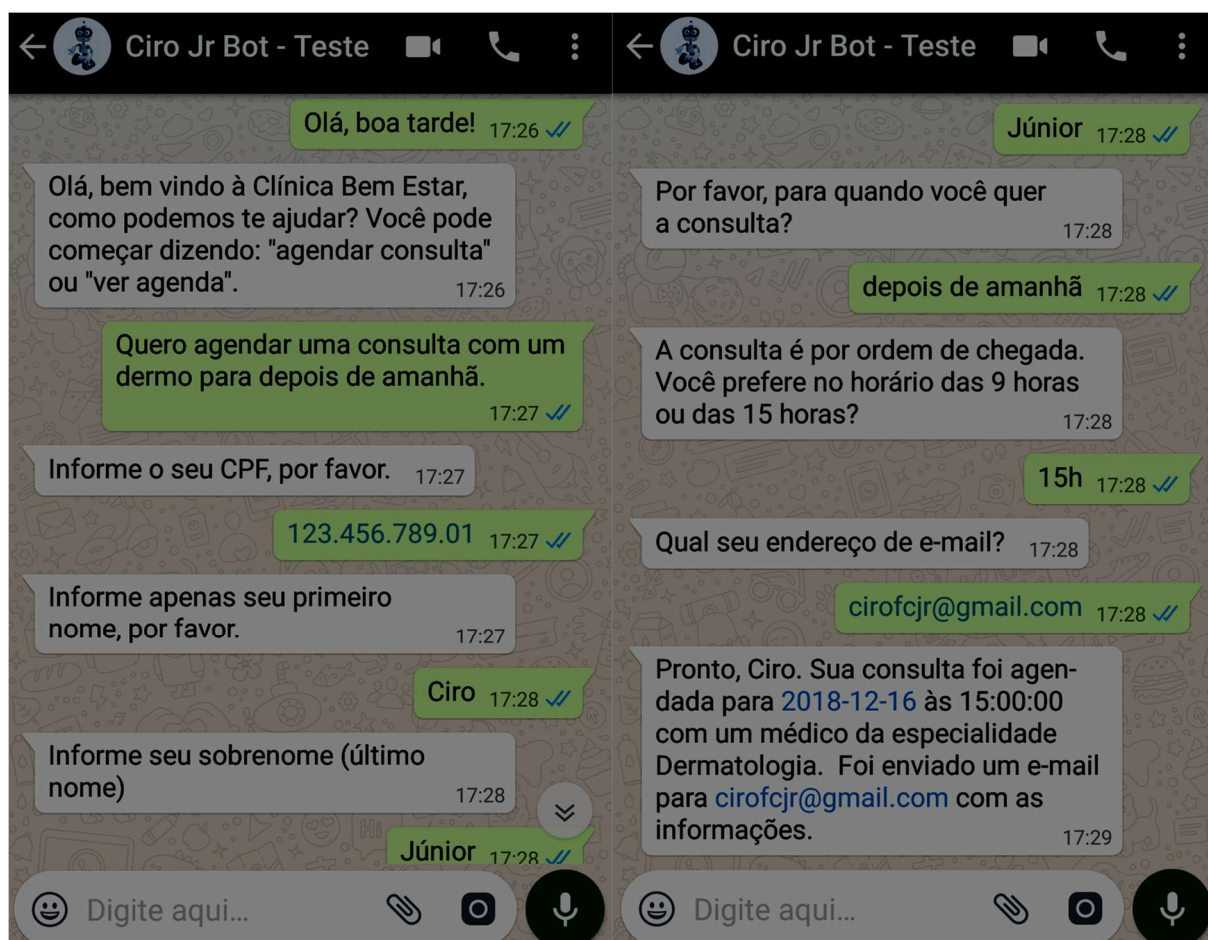 Ciro Jr Bot - Teste
Olá, boa tarde! 17:26
Olá, bem vindo à Clínica Bem Estar,
como podemos te ajudar? Você pode
começar dizendo: "agendar consulta"
ou "ver agenda". 17:26
Quero agendar uma consulta com um
dermo para depois de amanhã.
17:27
Informe o seu CPF, por favor. 17:27
123.456.789.01 17:27
Informe apenas seu primeiro
nome, por favor. 17:27
Ciro 17:28
Informe seu sobrenome (último
nome) 17:28
Júnior 17:28
Digite aqui...
Ciro Jr Bot - Teste
Júnior 17:28
Por favor, para quando você quer
a consulta? 17:28
depois de amanhã 17:28
A consulta é por ordem de chegada.
Você prefere no horário das 9 horas
ou das 15 horas? 17:28
15h 17:28
Qual seu endereço de e-mail? 17:28
cirofcjr@gmail.com 17:28
Pronto, Ciro. Sua consulta foi agen-
dada para 2018-12-16 às 15:00:00
com um médico da especialidade
Dermatologia. Foi enviado um e-mail
para cirofcjr@gmail.com com as
informações. 17:29
Digite aqui...